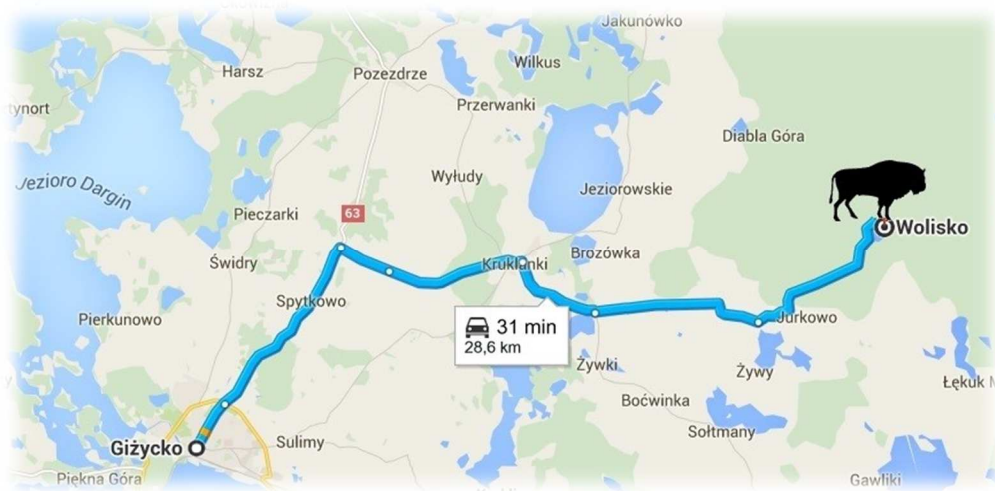 Jakunówko
Harsz
Pozezdrze
Wilkus
tynort
Przerwanki
Diabla Góra
Wyłudy
Jezioro Dargin
Jeziorowskie
Pieczarki
63
Wolisko
Świdry
Kruklanki
Brozówka
Spytkowo
Pierkunowo
31 min
Jurkowo
28,6 km
Żywki
Żywy
Łękuk M
Boćwinka
Sołtmany
Giżycko
Sulimy
Piękna Góra
Gawliki